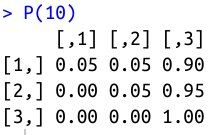 > P(10)
[,1] [,2] [,3]
[1,] 0.05 0.05 0.90
[2,] 0.00 0.05 0.95
[3,] 0.00 0.00 1.00